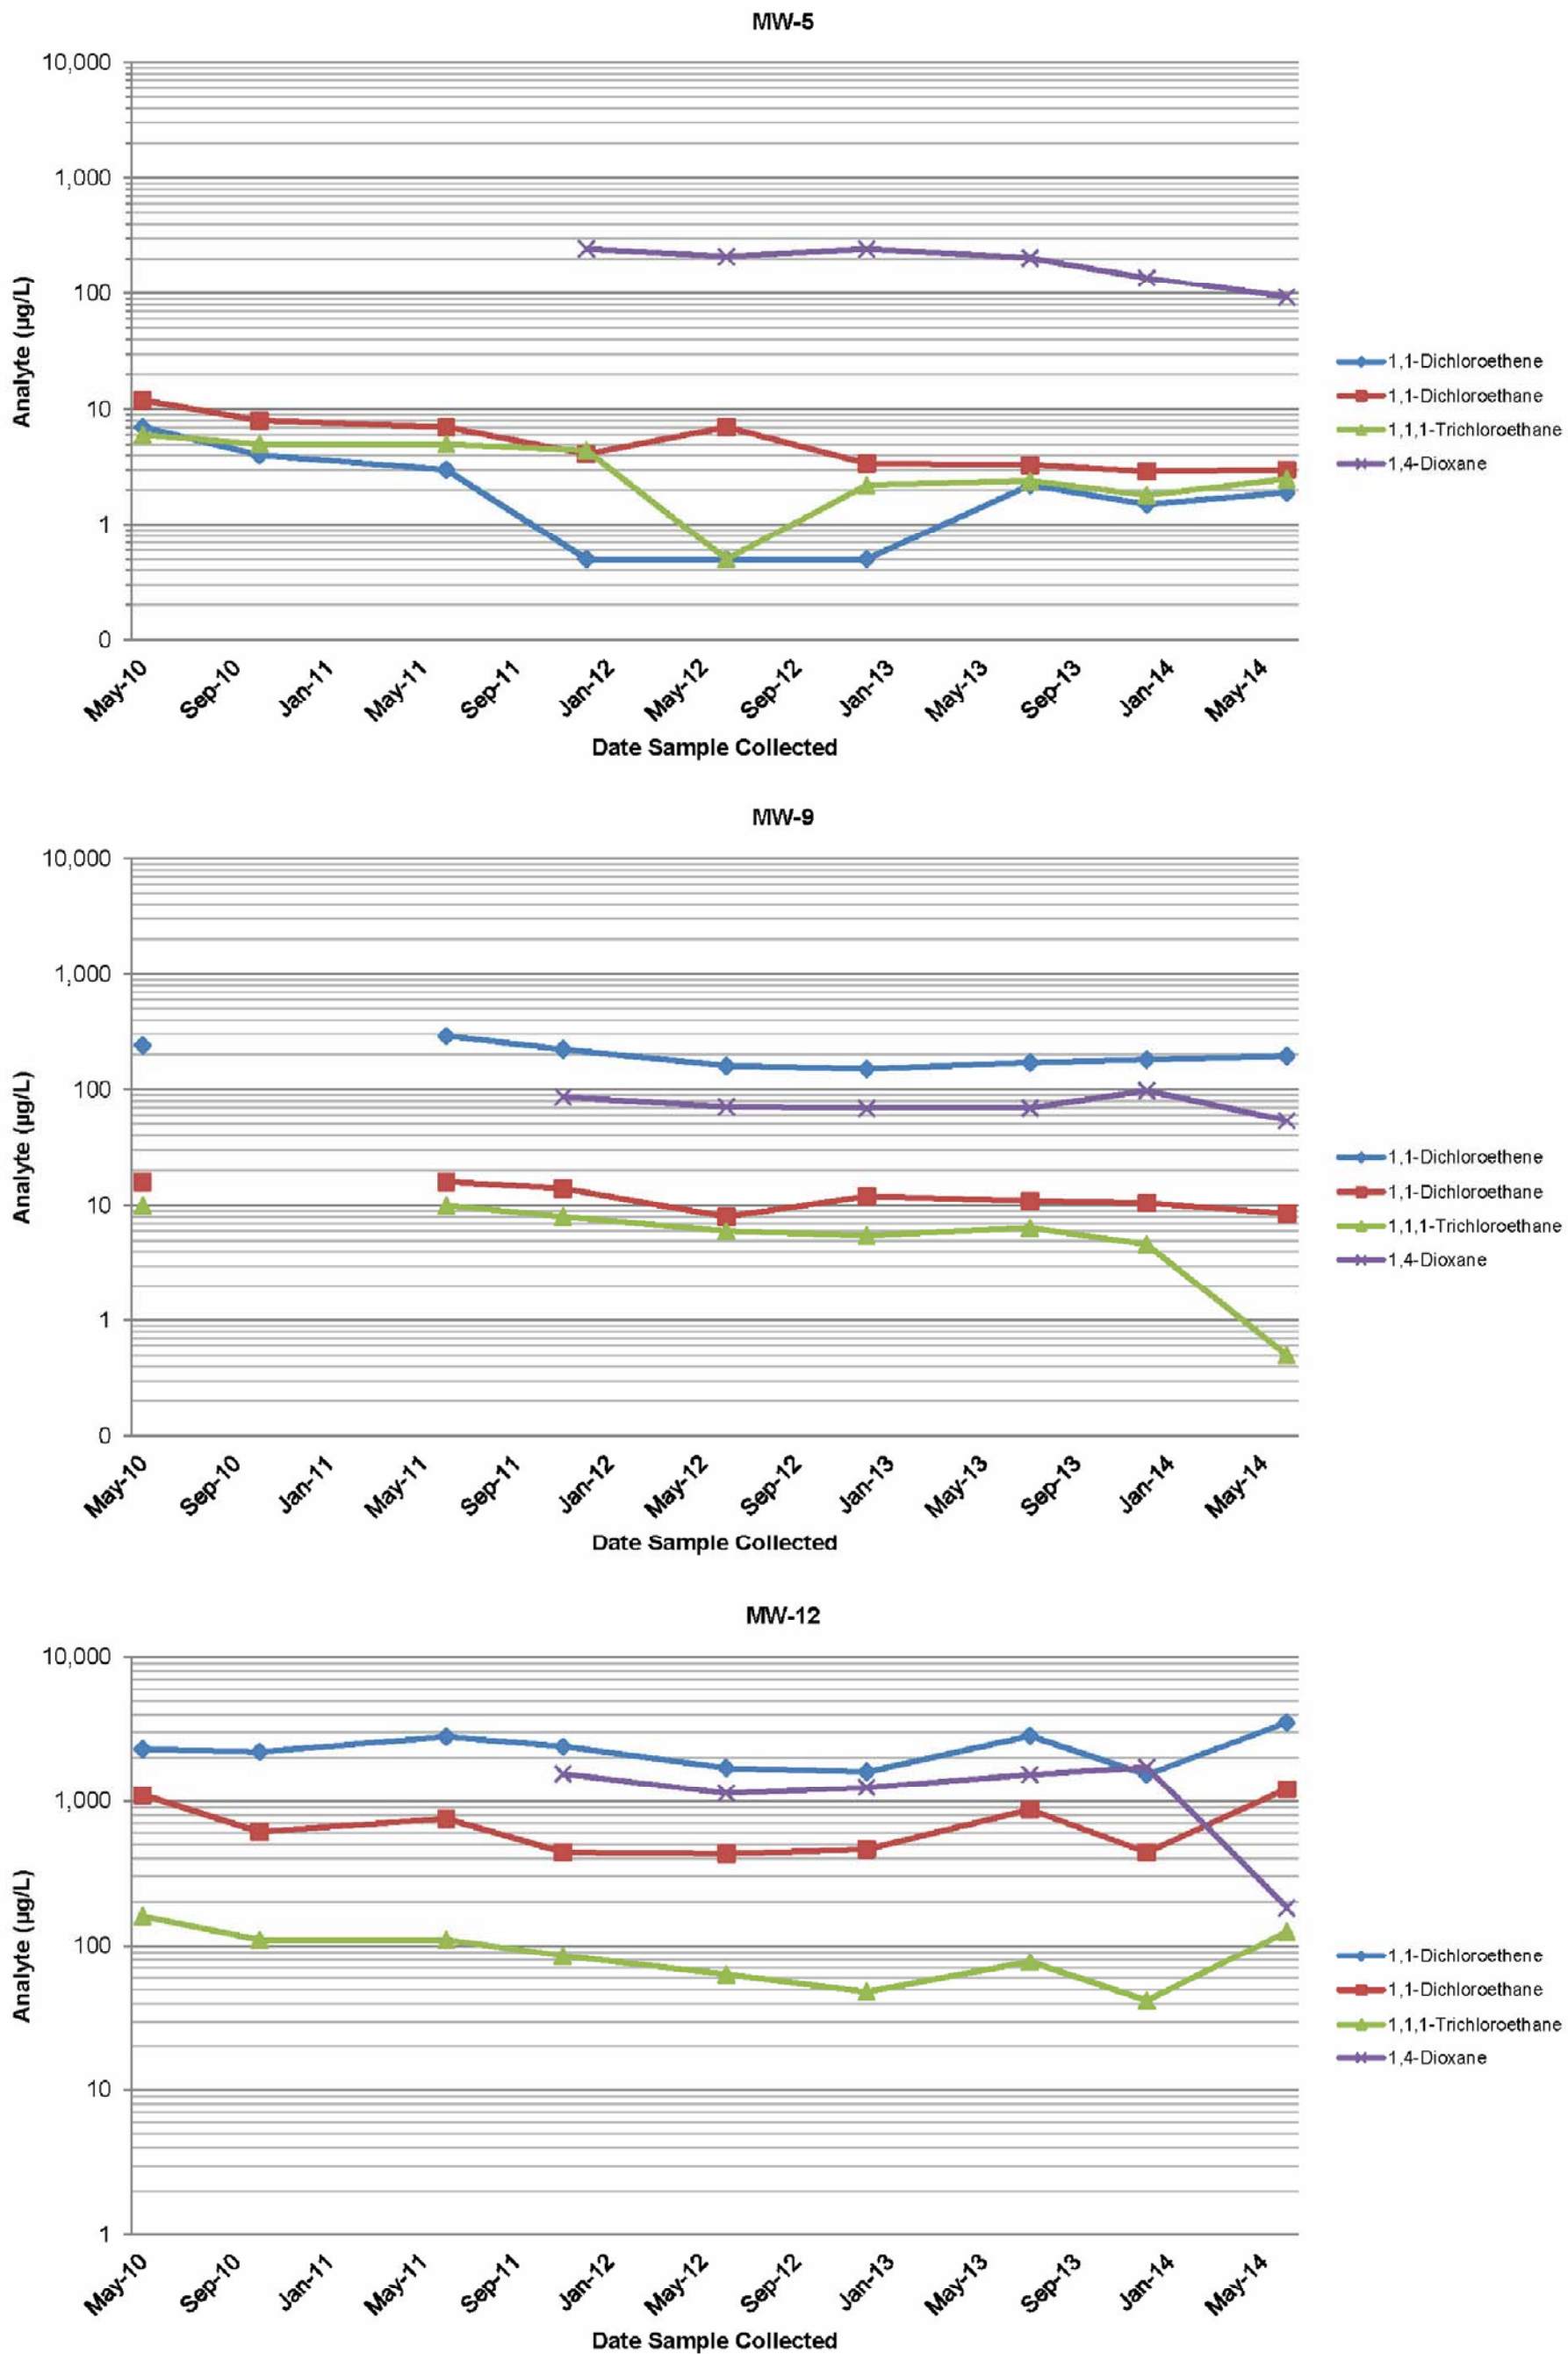 MW-5
10,000
1,000
100
10
1
0
Analyte (µg/L)
May-10 Sep-10 Jan-11 May-11 Sep-11 Jan-12 May-12 Sep-12 Jan-13 May-13 Sep-13 Jan-14 May-14
Date Sample Collected
1,1-Dichloroethene
1,1-Dichloroethane
1,1,1-Trichloroethane
1,4-Dioxane
MW-9
10,000
1,000
100
10
1
0
Analyte (µg/L)
May-10 Sep-10 Jan-11 May-11 Sep-11 Jan-12 May-12 Sep-12 Jan-13 May-13 Sep-13 Jan-14 May-14
Date Sample Collected
1,1-Dichloroethene
1,1-Dichloroethane
1,1,1-Trichloroethane
1,4-Dioxane
MW-12
10,000
1,000
100
10
1
Analyte (µg/L)
May-10 Sep-10 Jan-11 May-11 Sep-11 Jan-12 May-12 Sep-12 Jan-13 May-13 Sep-13 Jan-14 May-14
Date Sample Collected
1,1-Dichloroethene
1,1-Dichloroethane
1,1,1-Trichloroethane
1,4-Dioxane